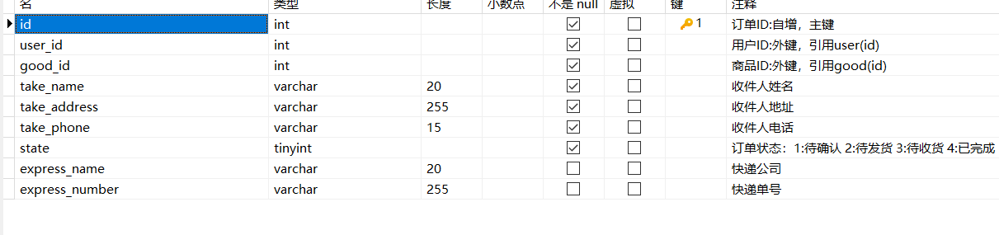 名 类型 长度 小数点 不是 null 虚拟 键 注释
id int 1 订单ID:自增，主键
user_id int 用户ID:外键，引用user(id)
good_id int 商品ID:外键，引用good(id)
take_name varchar 20 收件人姓名
take_address varchar 255 收件人地址
take_phone varchar 15 收件人电话
state tinyint 订单状态：1:待确认 2:待发货 3:待收货 4:已完成
express_name varchar 20 快递公司
express_number varchar 255 快递单号